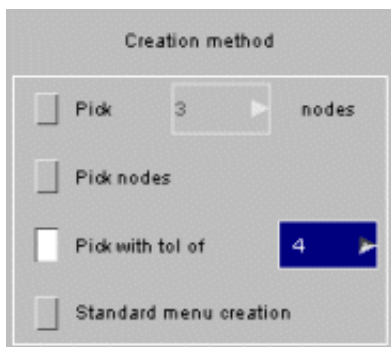 Creation method
Pick 3 nodes
Pick nodes
Pick with tol of 4
Standard menu creation